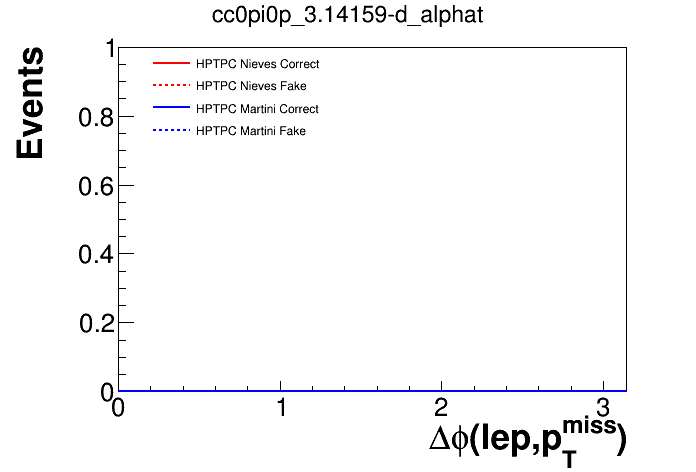 cc0pi0p_3.14159-d_alphat
Events
1
0.8
0.6
0.4
0.2
0
HPTPC Nieves Correct
HPTPC Nieves Fake
HPTPC Martini Correct
HPTPC Martini Fake
0 1 2 3
Δϕ(lep,p_T^miss)